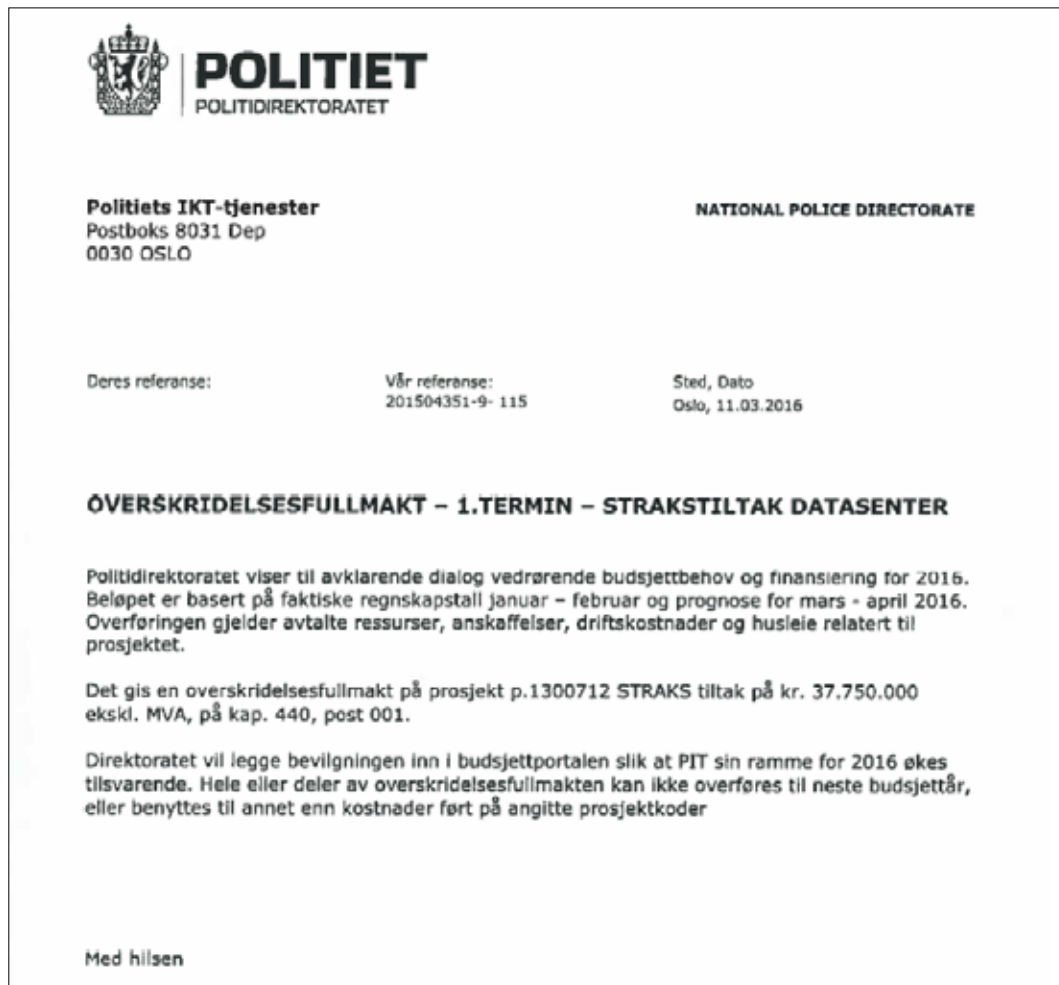 POLITIET
POLITIDIREKTORATET
Politiets IKT-tjenester
Postboks 8031 Dep
0030 OSLO
NATIONAL POLICE DIRECTORATE
Deres referanse:
Vår referanse:
201504351-9- 115
Sted, Dato
Oslo, 11.03.2016
OVERSKRIDELSESFULLMAKT – 1.TERMIN – STRAKSTILTAK DATASENTER
Politidirektoratet viser til avklarende dialog vedrørende budsjettbehov og finansiering for 2016.
Beløpet er basert på faktiske regnskapstall januar – februar og prognose for mars - april 2016.
Overføringen gjelder avtalte ressurser, anskaffelser, driftskostnader og husleie relatert til
prosjektet.
Det gis en overskridelsesfullmakt på prosjekt p.1300712 STRAKS tiltak på kr. 37.750.000
ekskl. MVA, på kap. 440, post 001.
Direktoratet vil legge bevilgningen inn i budsjettportalen slik at PIT sin ramme for 2016 økes
tilsvarende. Hele eller deler av overskridelsesfullmakten kan ikke overføres til neste budsjettår,
eller benyttes til annet enn kostnader ført på angitte prosjektkoder
Med hilsen